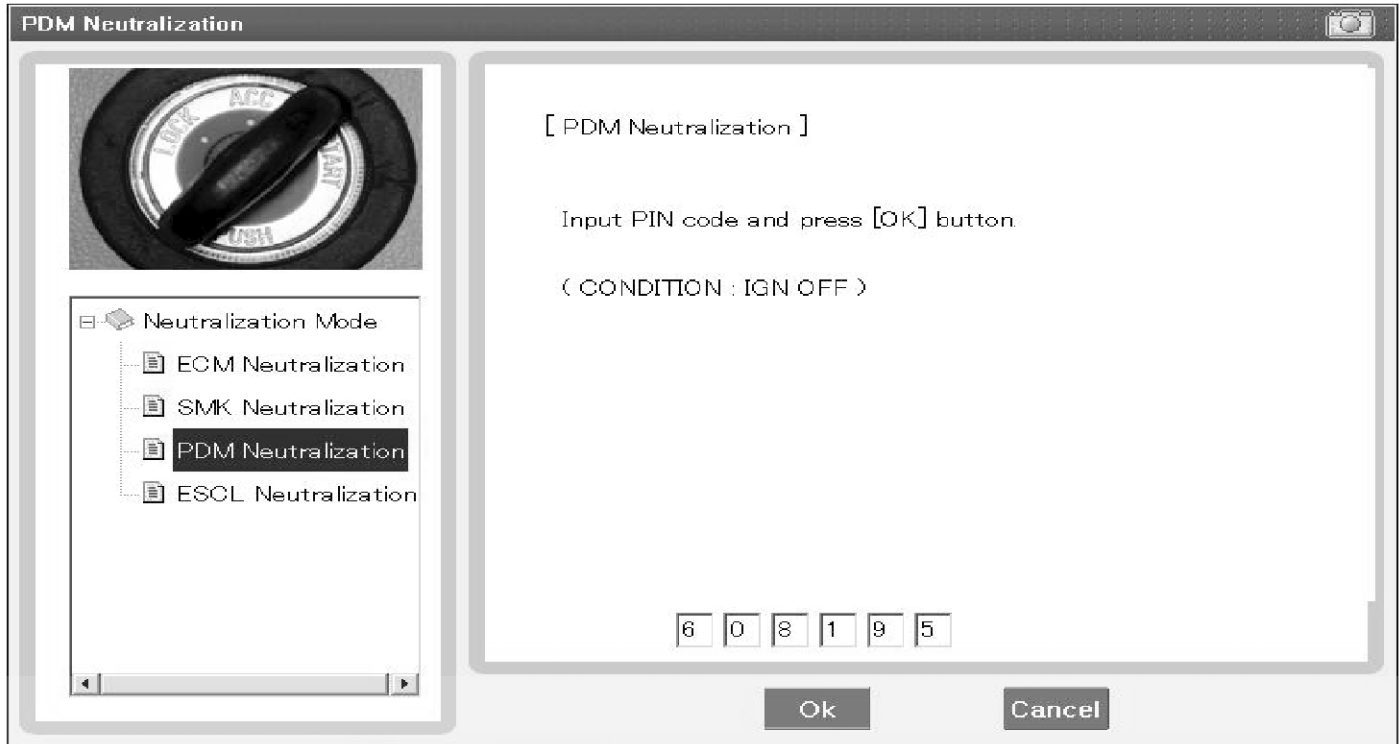 PDM Neutralization
LOCK
ACC
START
PUSH
Neutralization Mode
ECM Neutralization
SMK Neutralization
PDM Neutralization
ESCL Neutralization
[ PDM Neutralization ]
Input PIN code and press [OK] button
( CONDITION : IGN OFF )
6 0 8 1 9 5
Ok
Cancel